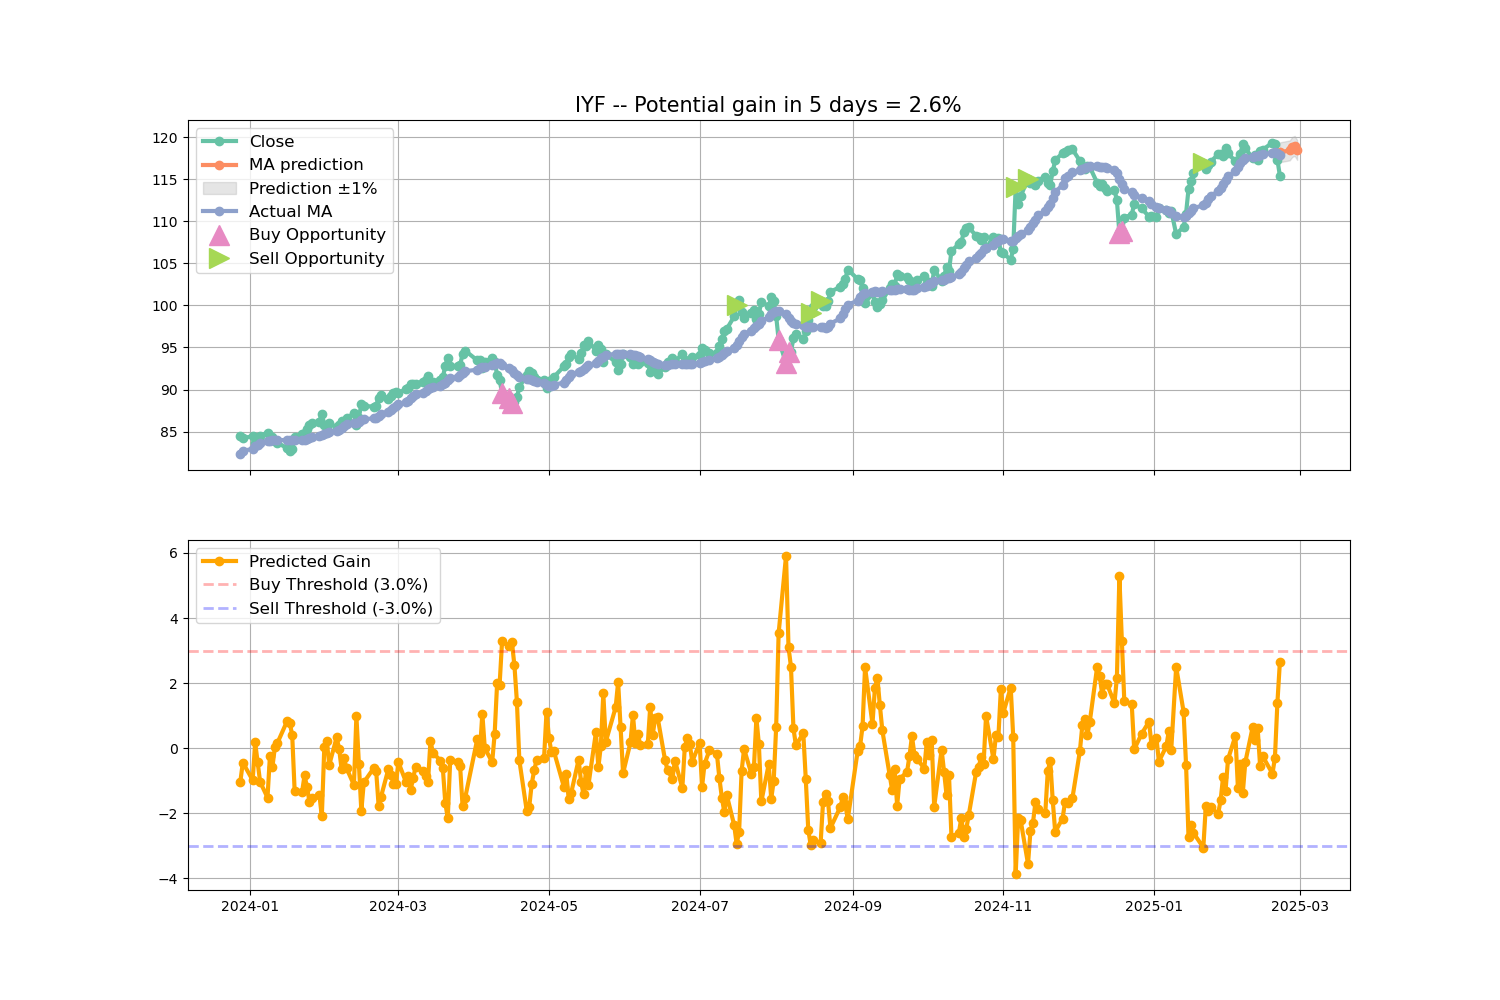 IYF -- Potential gain in 5 days = 2.6%
120
115
110
105
100
95
90
85
Close
MA prediction
Prediction ±1%
Actual MA
Buy Opportunity
Sell Opportunity
6
4
2
0
−2
−4
Predicted Gain
Buy Threshold (3.0%)
Sell Threshold (-3.0%)
2024-01
2024-03
2024-05
2024-07
2024-09
2024-11
2025-01
2025-03